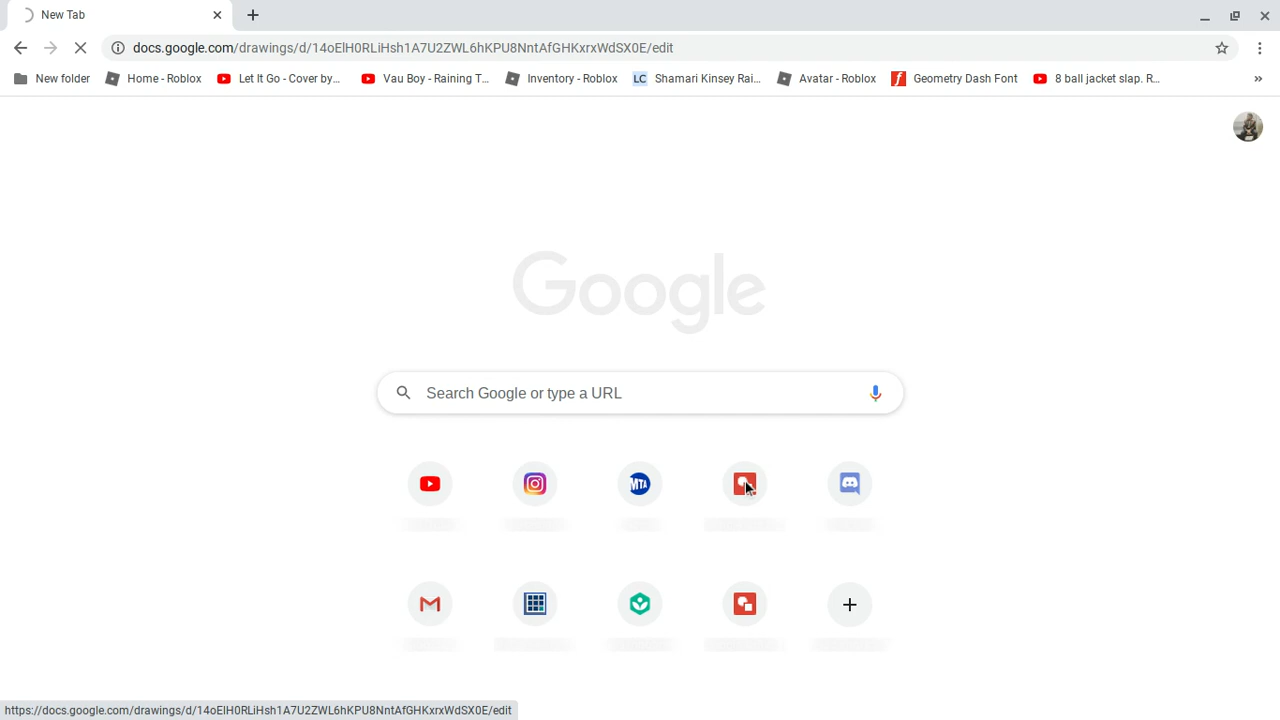 New Tab
docs.google.com/drawings/d/14oElH0RLiHsh1A7U2ZWL6hKPU8NntAfGHKxrxWdSX0E/edit
New folder Home - Roblox Let It Go - Cover by... Vau Boy - Raining T... Inventory - Roblox LC Shamari Kinsey Rai... Avatar - Roblox Geometry Dash Font 8 ball jacket slap. R... »
Google
Search Google or type a URL
MTA
https://docs.google.com/drawings/d/14oElH0RLiHsh1A7U2ZWL6hKPU8NntAfGHKxrxWdSX0E/edit